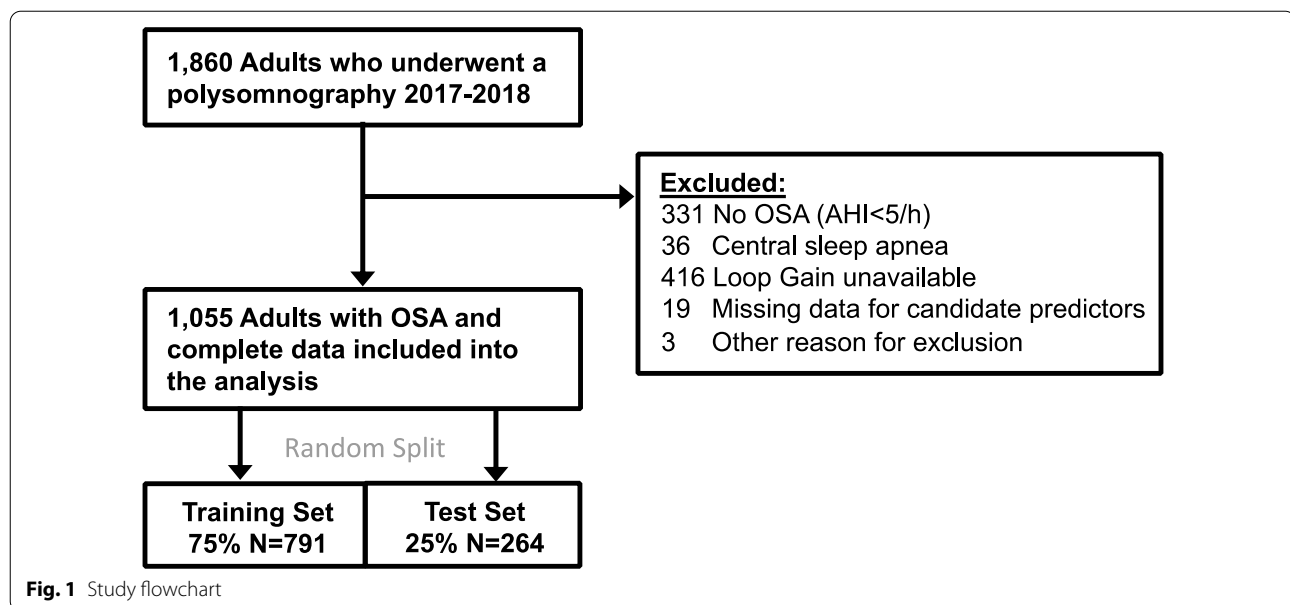 1,860 Adults who underwent a
polysomnography 2017-2018
Excluded:
331 No OSA (AHI<5/h)
36 Central sleep apnea
416 Loop Gain unavailable
19 Missing data for candidate predictors
3 Other reason for exclusion
1,055 Adults with OSA and
complete data included into
the analysis
Random Split
Training Set
75% N=791
Test Set
25% N=264
Fig. 1 Study flowchart